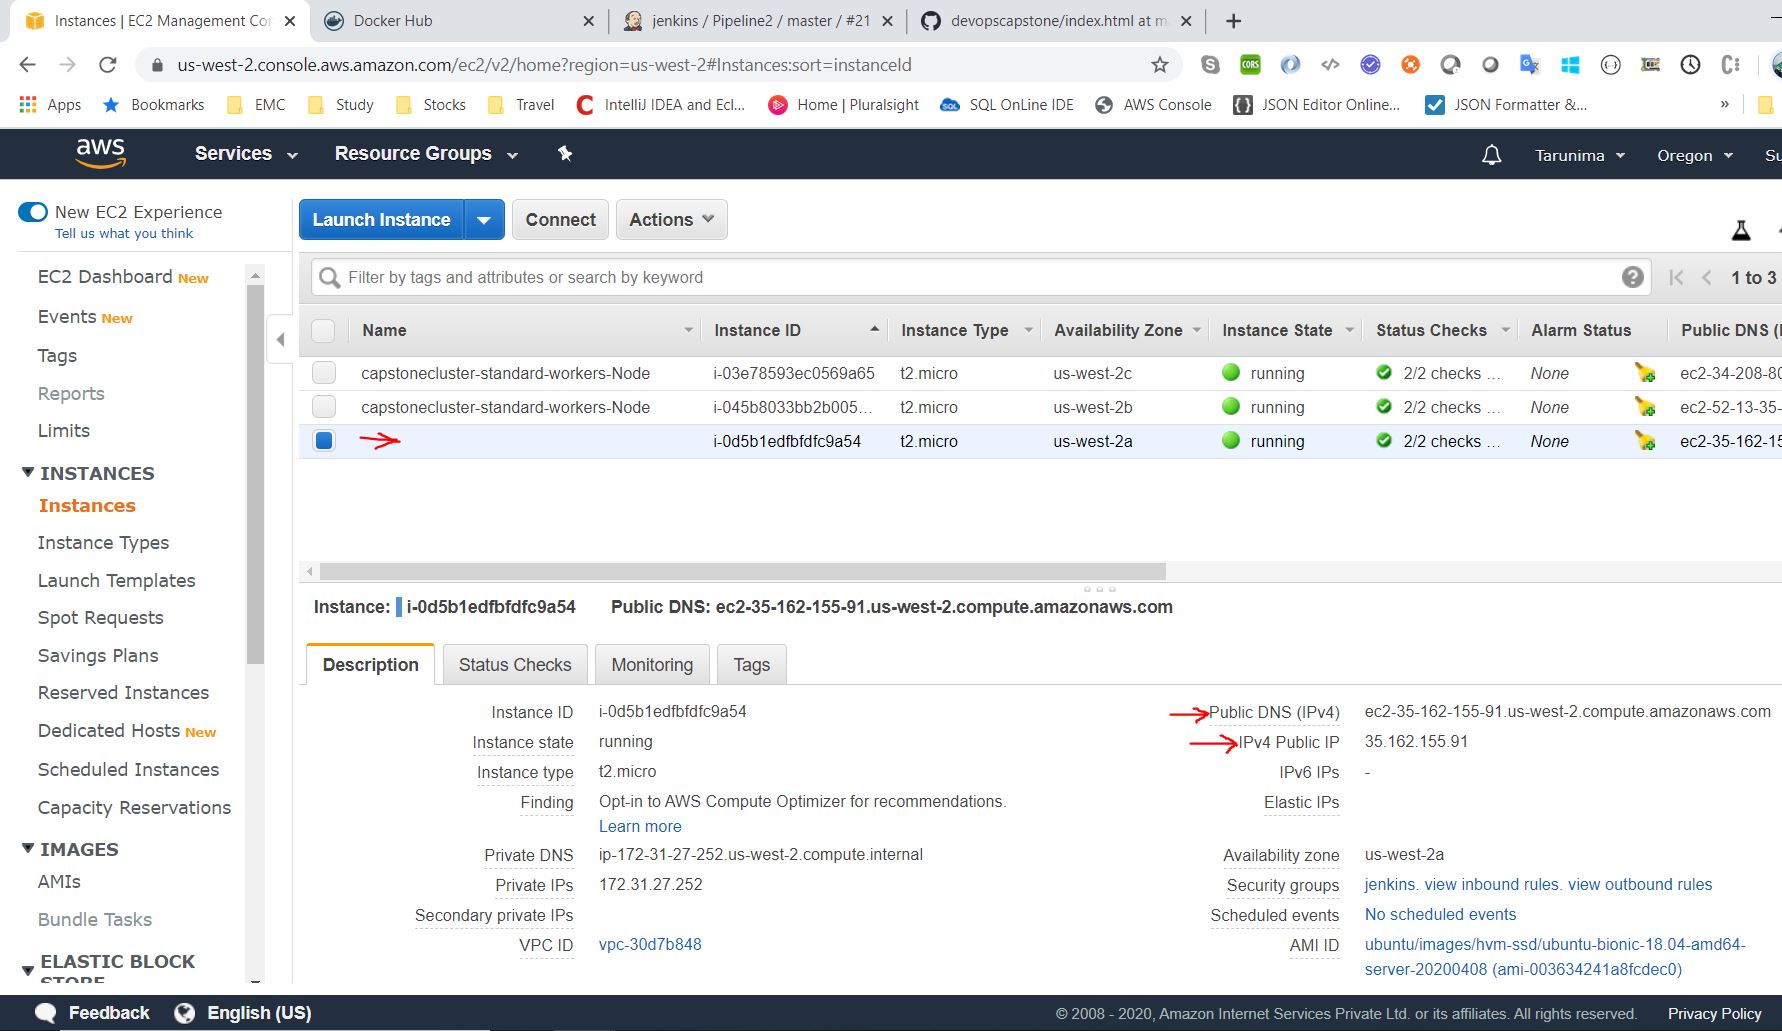 Instances | EC2 Management Con
Docker Hub
jenkins / Pipeline2 / master / #21
devopscapstone/index.html at m
us-west-2.console.aws.amazon.com/ec2/v2/home?region=us-west-2#Instances:sort=instanceId
Apps Bookmarks EMC Study Stocks Travel IntelliJ IDEA and Ecl... Home | Pluralsight SQL OnLine IDE AWS Console JSON Editor Online... JSON Formatter &... »
aws Services Resource Groups Tarunima Oregon Su
New EC2 Experience
Tell us what you think
EC2 Dashboard New
Events New
Tags
Reports
Limits
INSTANCES
Instances
Instance Types
Launch Templates
Spot Requests
Savings Plans
Reserved Instances
Dedicated Hosts New
Scheduled Instances
Capacity Reservations
IMAGES
AMIs
Bundle Tasks
ELASTIC BLOCK
STORE
Launch Instance Connect Actions
Filter by tags and attributes or search by keyword 1 to 3
Name Instance ID Instance Type Availability Zone Instance State Status Checks Alarm Status Public DNS (I
capstonecluster-standard-workers-Node i-03e78593ec0569a65 t2.micro us-west-2c running 2/2 checks ... None ec2-34-208-80
capstonecluster-standard-workers-Node i-045b8033bb2b005... t2.micro us-west-2b running 2/2 checks ... None ec2-52-13-35-
i-0d5b1edfbfdfc9a54 t2.micro us-west-2a running 2/2 checks ... None ec2-35-162-15
Instance: i-0d5b1edfbfdfc9a54 Public DNS: ec2-35-162-155-91.us-west-2.compute.amazonaws.com
Description Status Checks Monitoring Tags
Instance ID i-0d5b1edfbfdfc9a54 Public DNS (IPv4) ec2-35-162-155-91.us-west-2.compute.amazonaws.com
Instance state running IPv4 Public IP 35.162.155.91
Instance type t2.micro IPv6 IPs -
Finding Opt-in to AWS Compute Optimizer for recommendations. Elastic IPs
Learn more
Private DNS ip-172-31-27-252.us-west-2.compute.internal Availability zone us-west-2a
Private IPs 172.31.27.252 Security groups jenkins. view inbound rules. view outbound rules
Secondary private IPs Scheduled events No scheduled events
VPC ID vpc-30d7b848 AMI ID ubuntu/images/hvm-ssd/ubuntu-bionic-18.04-amd64-
server-20200408 (ami-003634241a8fcdec0)
Feedback English (US) © 2008 - 2020, Amazon Internet Services Private Ltd. or its affiliates. All rights reserved. Privacy Policy